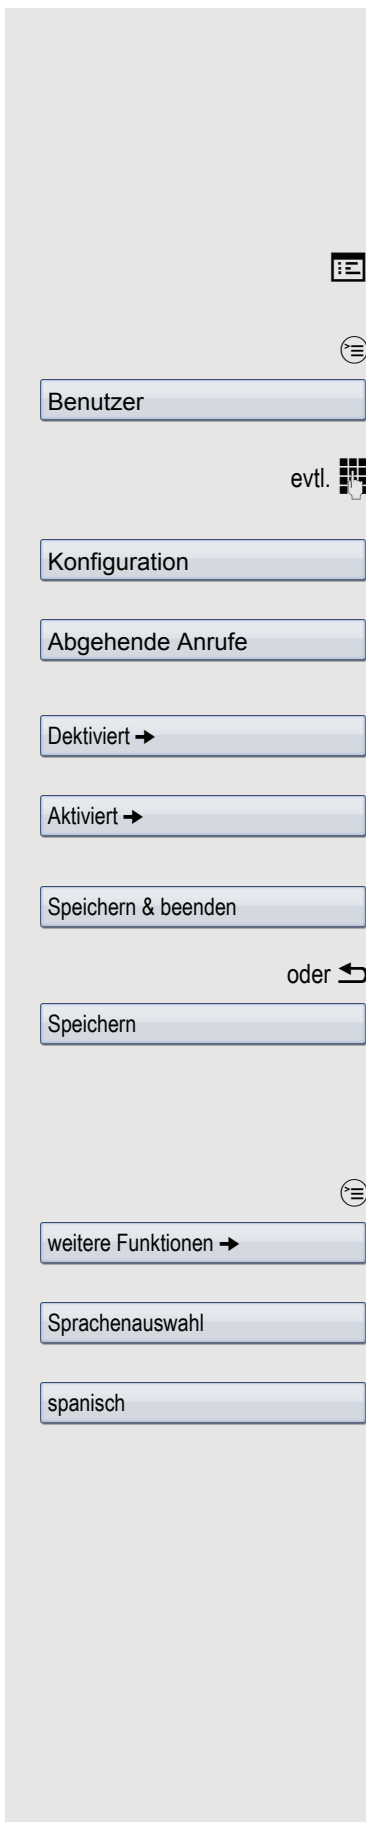 Benutzer
evtl.
Konfiguration
Abgehende Anrufe
Dektiviert →
Aktiviert →
Speichern & beenden
oder
Speichern
weitere Funktionen →
Sprachenauswahl
spanisch